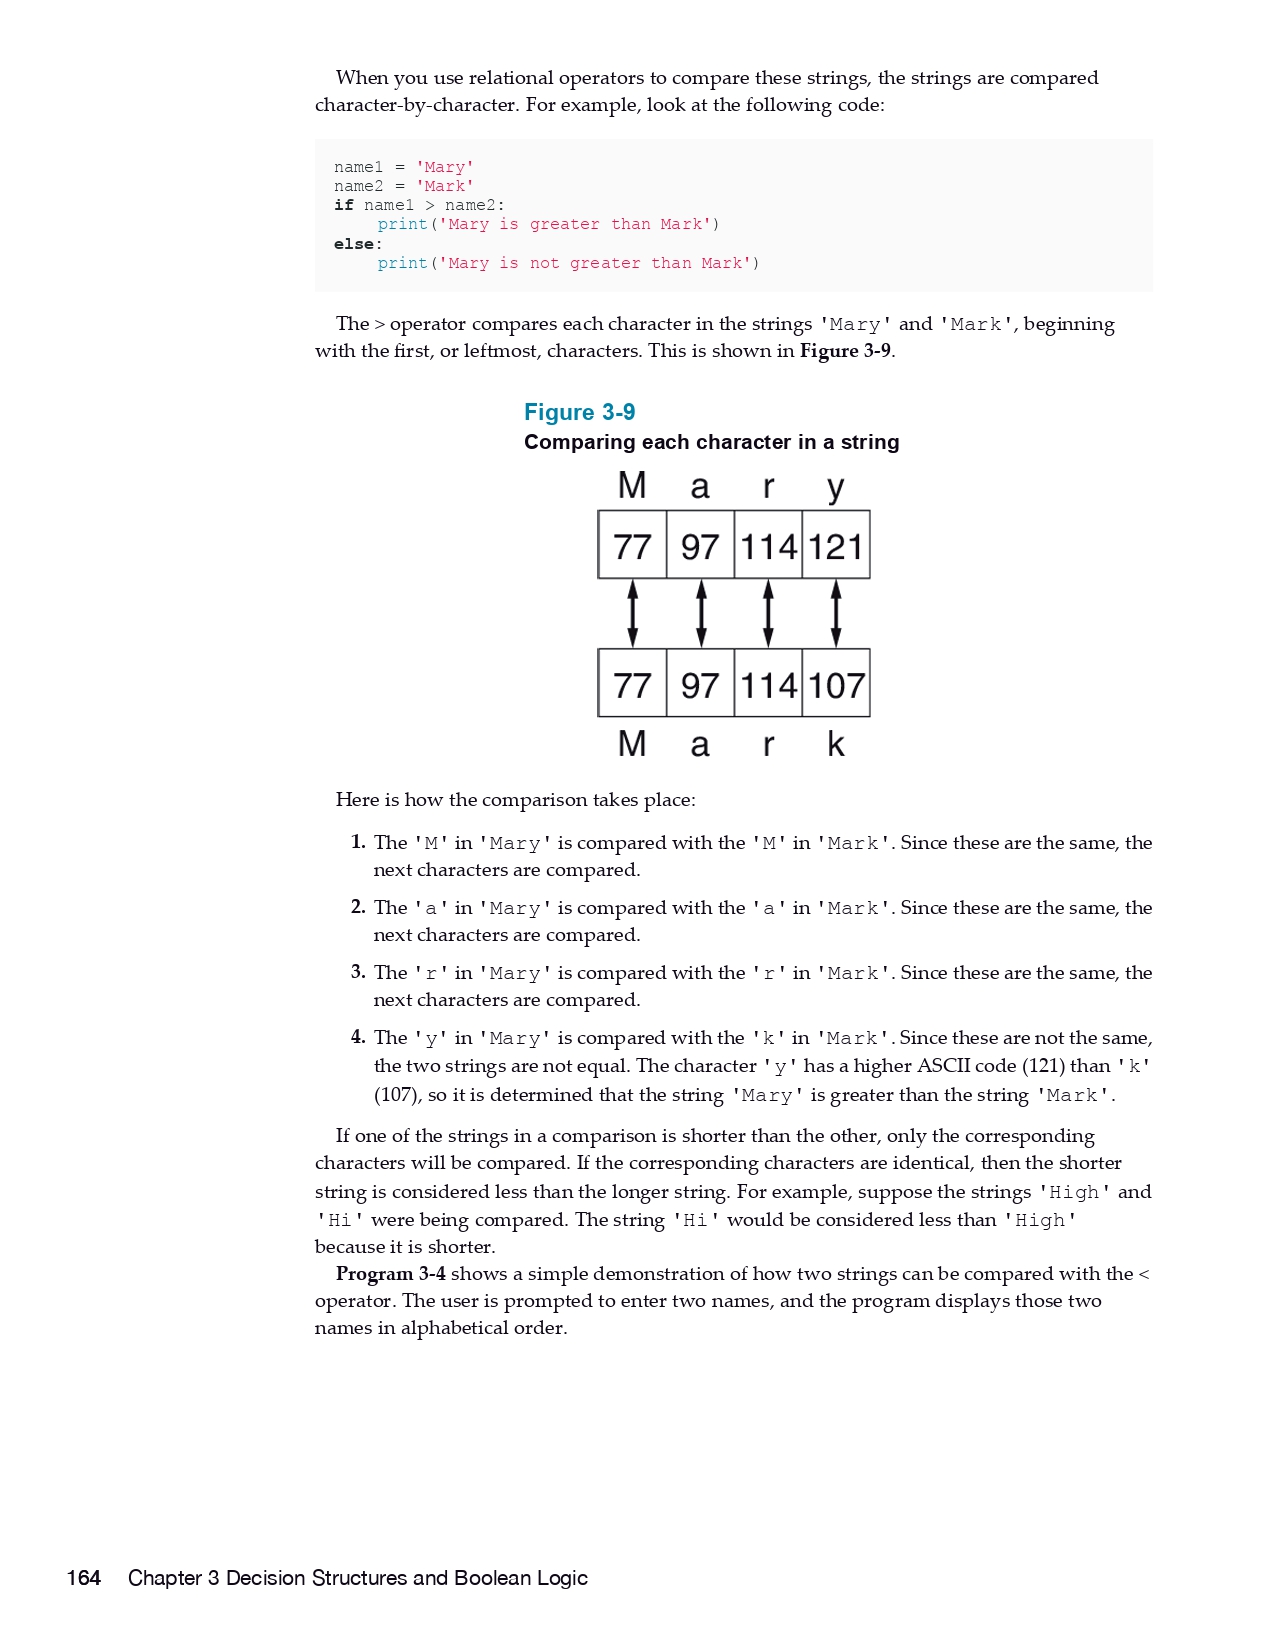 When you use relational operators to compare these strings, the strings are compared
character-by-character. For example, look at the following code:
name1 = 'Mary'
name2 = 'Mark'
if name1 > name2:
    print('Mary is greater than Mark')
else:
    print('Mary is not greater than Mark')
The > operator compares each character in the strings 'Mary' and 'Mark', beginning
with the first, or leftmost, characters. This is shown in Figure 3-9.
Figure 3-9
Comparing each character in a string
M a r y
77 97 114 121
77 97 114 107
M a r k
Here is how the comparison takes place:
1. The 'M' in 'Mary' is compared with the 'M' in 'Mark'. Since these are the same, the
next characters are compared.
2. The 'a' in 'Mary' is compared with the 'a' in 'Mark'. Since these are the same, the
next characters are compared.
3. The 'r' in 'Mary' is compared with the 'r' in 'Mark'. Since these are the same, the
next characters are compared.
4. The 'y' in 'Mary' is compared with the 'k' in 'Mark'. Since these are not the same,
the two strings are not equal. The character 'y' has a higher ASCII code (121) than 'k'
(107), so it is determined that the string 'Mary' is greater than the string 'Mark'.
If one of the strings in a comparison is shorter than the other, only the corresponding
characters will be compared. If the corresponding characters are identical, then the shorter
string is considered less than the longer string. For example, suppose the strings 'High' and
'Hi' were being compared. The string 'Hi' would be considered less than 'High'
because it is shorter.
Program 3-4 shows a simple demonstration of how two strings can be compared with the <
operator. The user is prompted to enter two names, and the program displays those two
names in alphabetical order.
164 Chapter 3 Decision Structures and Boolean Logic